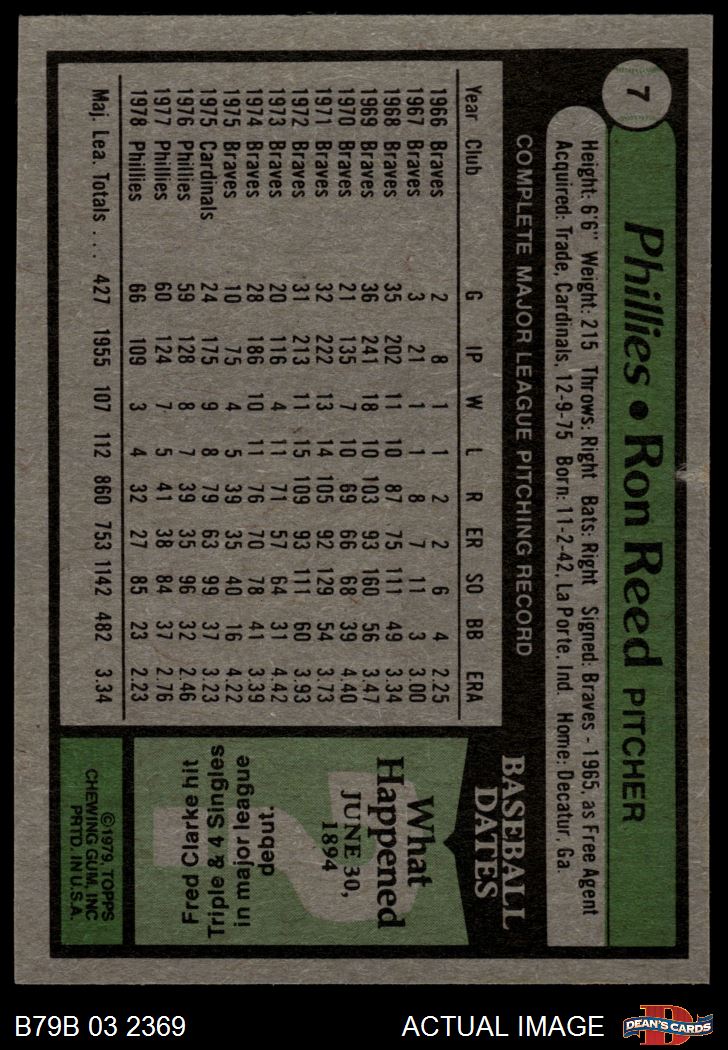 7
Phillies • Ron Reed PITCHER
Height: 6'6" Weight: 215 Throws: Right Bats: Right Signed: Braves - 1965, as Free Agent
Acquired: Trade, Cardinals, 12-9-75 Born: 11-2-42, La Porte, Ind. Home: Decatur, Ga.
COMPLETE MAJOR LEAGUE PITCHING RECORD
Year Club G IP W L R ER SO BB ERA
1966 Braves 2 8 1 1 2 2 6 4 2.25
1967 Braves 3 21 1 1 8 7 11 3 3.00
1968 Braves 35 202 11 10 87 75 111 49 3.34
1969 Braves 36 241 18 10 103 93 160 56 3.47
1970 Braves 21 135 7 10 69 66 68 39 4.40
1971 Braves 32 222 13 14 105 92 129 54 3.73
1972 Braves 31 213 11 15 109 93 111 60 3.93
1973 Braves 20 116 4 11 71 57 64 31 4.42
1974 Braves 28 186 10 11 76 70 78 41 3.39
1975 Braves 10 75 4 5 39 35 40 16 4.22
1975 Cardinals 24 175 9 8 79 63 99 37 3.23
1976 Phillies 59 128 8 7 39 35 96 32 2.46
1977 Phillies 60 124 7 5 41 38 84 37 2.76
1978 Phillies 66 109 3 4 32 27 85 23 2.23
Maj. Lea. Totals . . . 427 1955 107 112 860 753 1142 482 3.34
BASEBALL
DATES
What
Happened
JUNE 30,
1894
?
Fred Clarke hit
Triple & 4 Singles
in major league
debut.
©1979, TOPPS
CHEWING GUM, INC
PRTD. IN U.S.A.
B79B 03 2369
ACTUAL IMAGE
D
DEAN'S CARDS